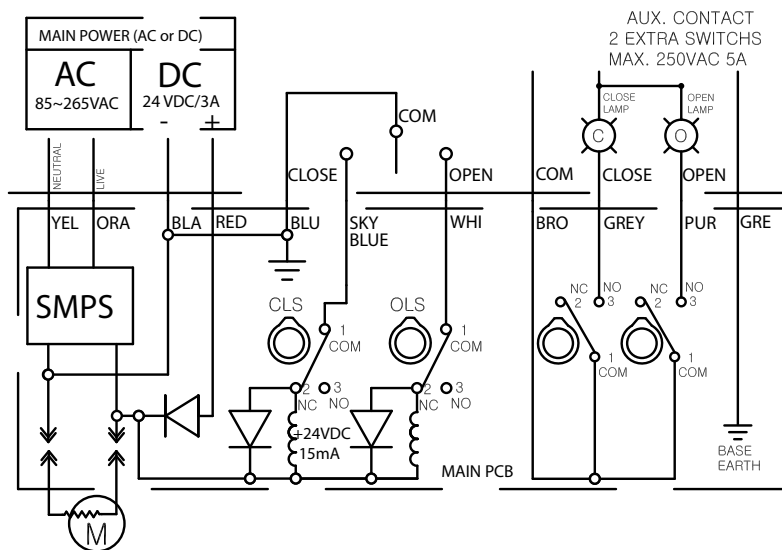 AUX. CONTACT
2 EXTRA SWITCHS
MAX. 250VAC 5A
MAIN POWER (AC or DC)
AC
85~265VAC
DC
24 VDC/3A
- +
NEUTRAL
LIVE
COM
CLOSE
OPEN
CLOSE
LAMP
OPEN
LAMP
C
O
COM
CLOSE
OPEN
YEL
ORA
BLA
RED
BLU
SKY
BLUE
WHI
BRO
GREY
PUR
GRE
SMPS
CLS
1
COM
2
NC
3
NO
OLS
1
COM
2
NC
3
NO
NC
2
NO
3
1
COM
NC
2
NO
3
1
COM
+24VDC
15mA
MAIN PCB
BASE
EARTH
M